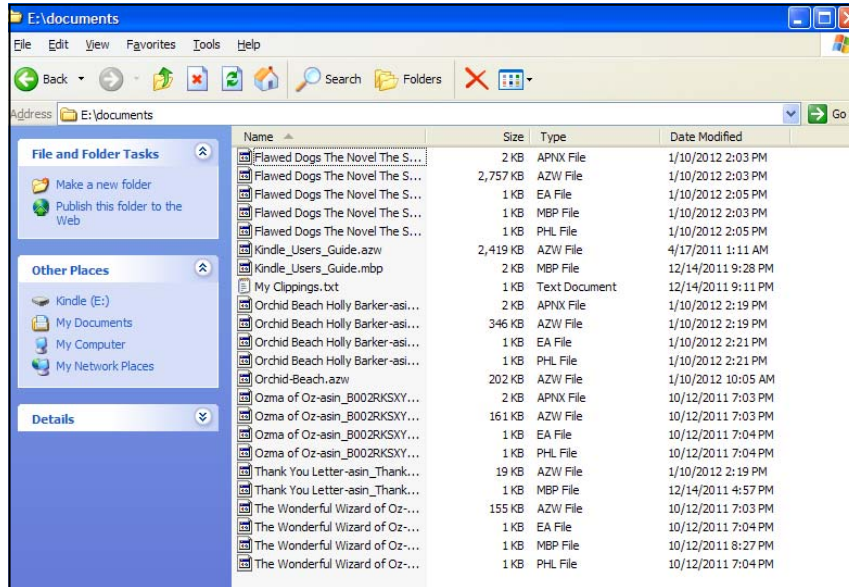 E:\documents
File Edit View Favorites Tools Help
Back Search Folders
Address E:\documents Go
File and Folder Tasks
Make a new folder
Publish this folder to the
Web
Other Places
Kindle (E:)
My Documents
My Computer
My Network Places
Details
Name Size Type Date Modified
Flawed Dogs The Novel The S... 2 KB APNX File 1/10/2012 2:03 PM
Flawed Dogs The Novel The S... 2,757 KB AZW File 1/10/2012 2:03 PM
Flawed Dogs The Novel The S... 1 KB EA File 1/10/2012 2:05 PM
Flawed Dogs The Novel The S... 1 KB MBP File 1/10/2012 2:03 PM
Flawed Dogs The Novel The S... 1 KB PHL File 1/10/2012 2:05 PM
Kindle_Users_Guide.azw 2,419 KB AZW File 4/17/2011 1:11 AM
Kindle_Users_Guide.mbp 2 KB MBP File 12/14/2011 9:28 PM
My Clippings.txt 1 KB Text Document 12/14/2011 9:11 PM
Orchid Beach Holly Barker-asi... 2 KB APNX File 1/10/2012 2:19 PM
Orchid Beach Holly Barker-asi... 346 KB AZW File 1/10/2012 2:19 PM
Orchid Beach Holly Barker-asi... 1 KB EA File 1/10/2012 2:21 PM
Orchid Beach Holly Barker-asi... 1 KB PHL File 1/10/2012 2:21 PM
Orchid-Beach.azw 202 KB AZW File 1/10/2012 10:05 AM
Ozma of Oz-asin_B002RKSXY... 2 KB APNX File 10/12/2011 7:03 PM
Ozma of Oz-asin_B002RKSXY... 161 KB AZW File 10/12/2011 7:03 PM
Ozma of Oz-asin_B002RKSXY... 1 KB EA File 10/12/2011 7:04 PM
Ozma of Oz-asin_B002RKSXY... 1 KB PHL File 10/12/2011 7:04 PM
Thank You Letter-asin_Thank... 19 KB AZW File 1/10/2012 2:19 PM
Thank You Letter-asin_Thank... 1 KB MBP File 12/14/2011 4:57 PM
The Wonderful Wizard of Oz-... 155 KB AZW File 10/12/2011 7:03 PM
The Wonderful Wizard of Oz-... 1 KB EA File 10/12/2011 7:04 PM
The Wonderful Wizard of Oz-... 1 KB MBP File 10/12/2011 8:27 PM
The Wonderful Wizard of Oz-... 1 KB PHL File 10/12/2011 7:04 PM